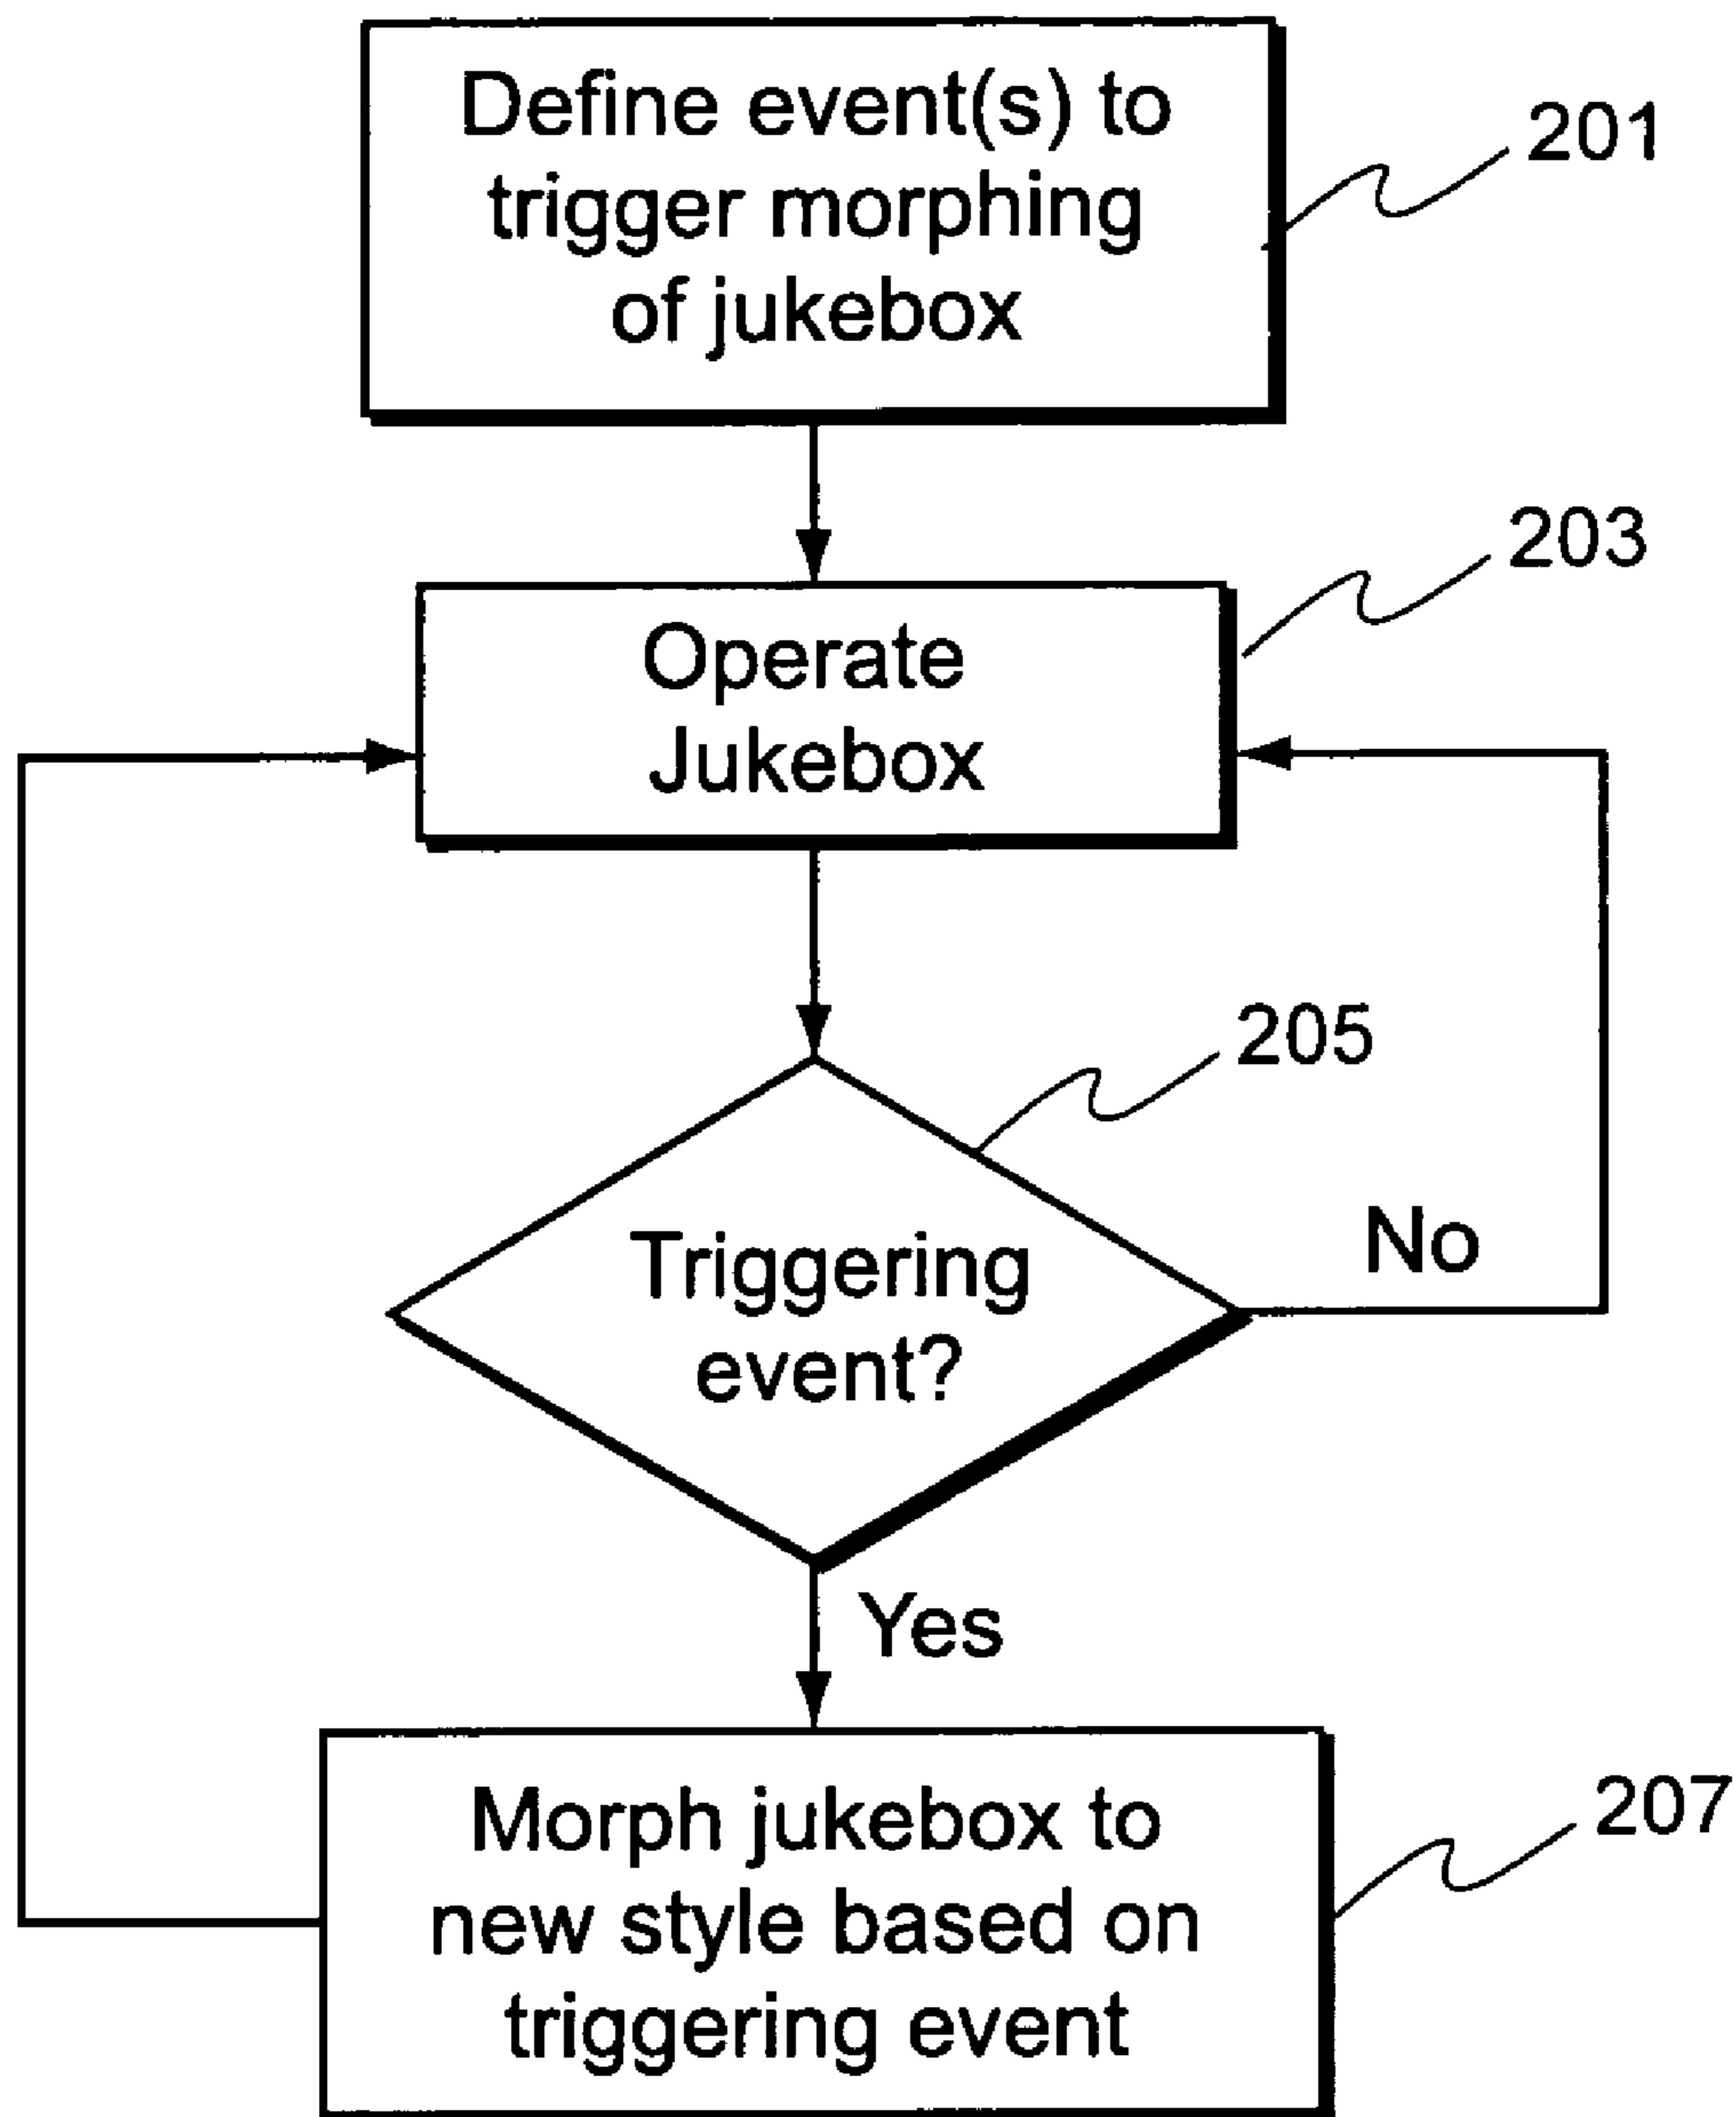 Define event(s) to
trigger morphing
of jukebox
201
203
Operate
Jukebox
205
Triggering
event?
No
Yes
207
Morph jukebox to
new style based on
triggering event